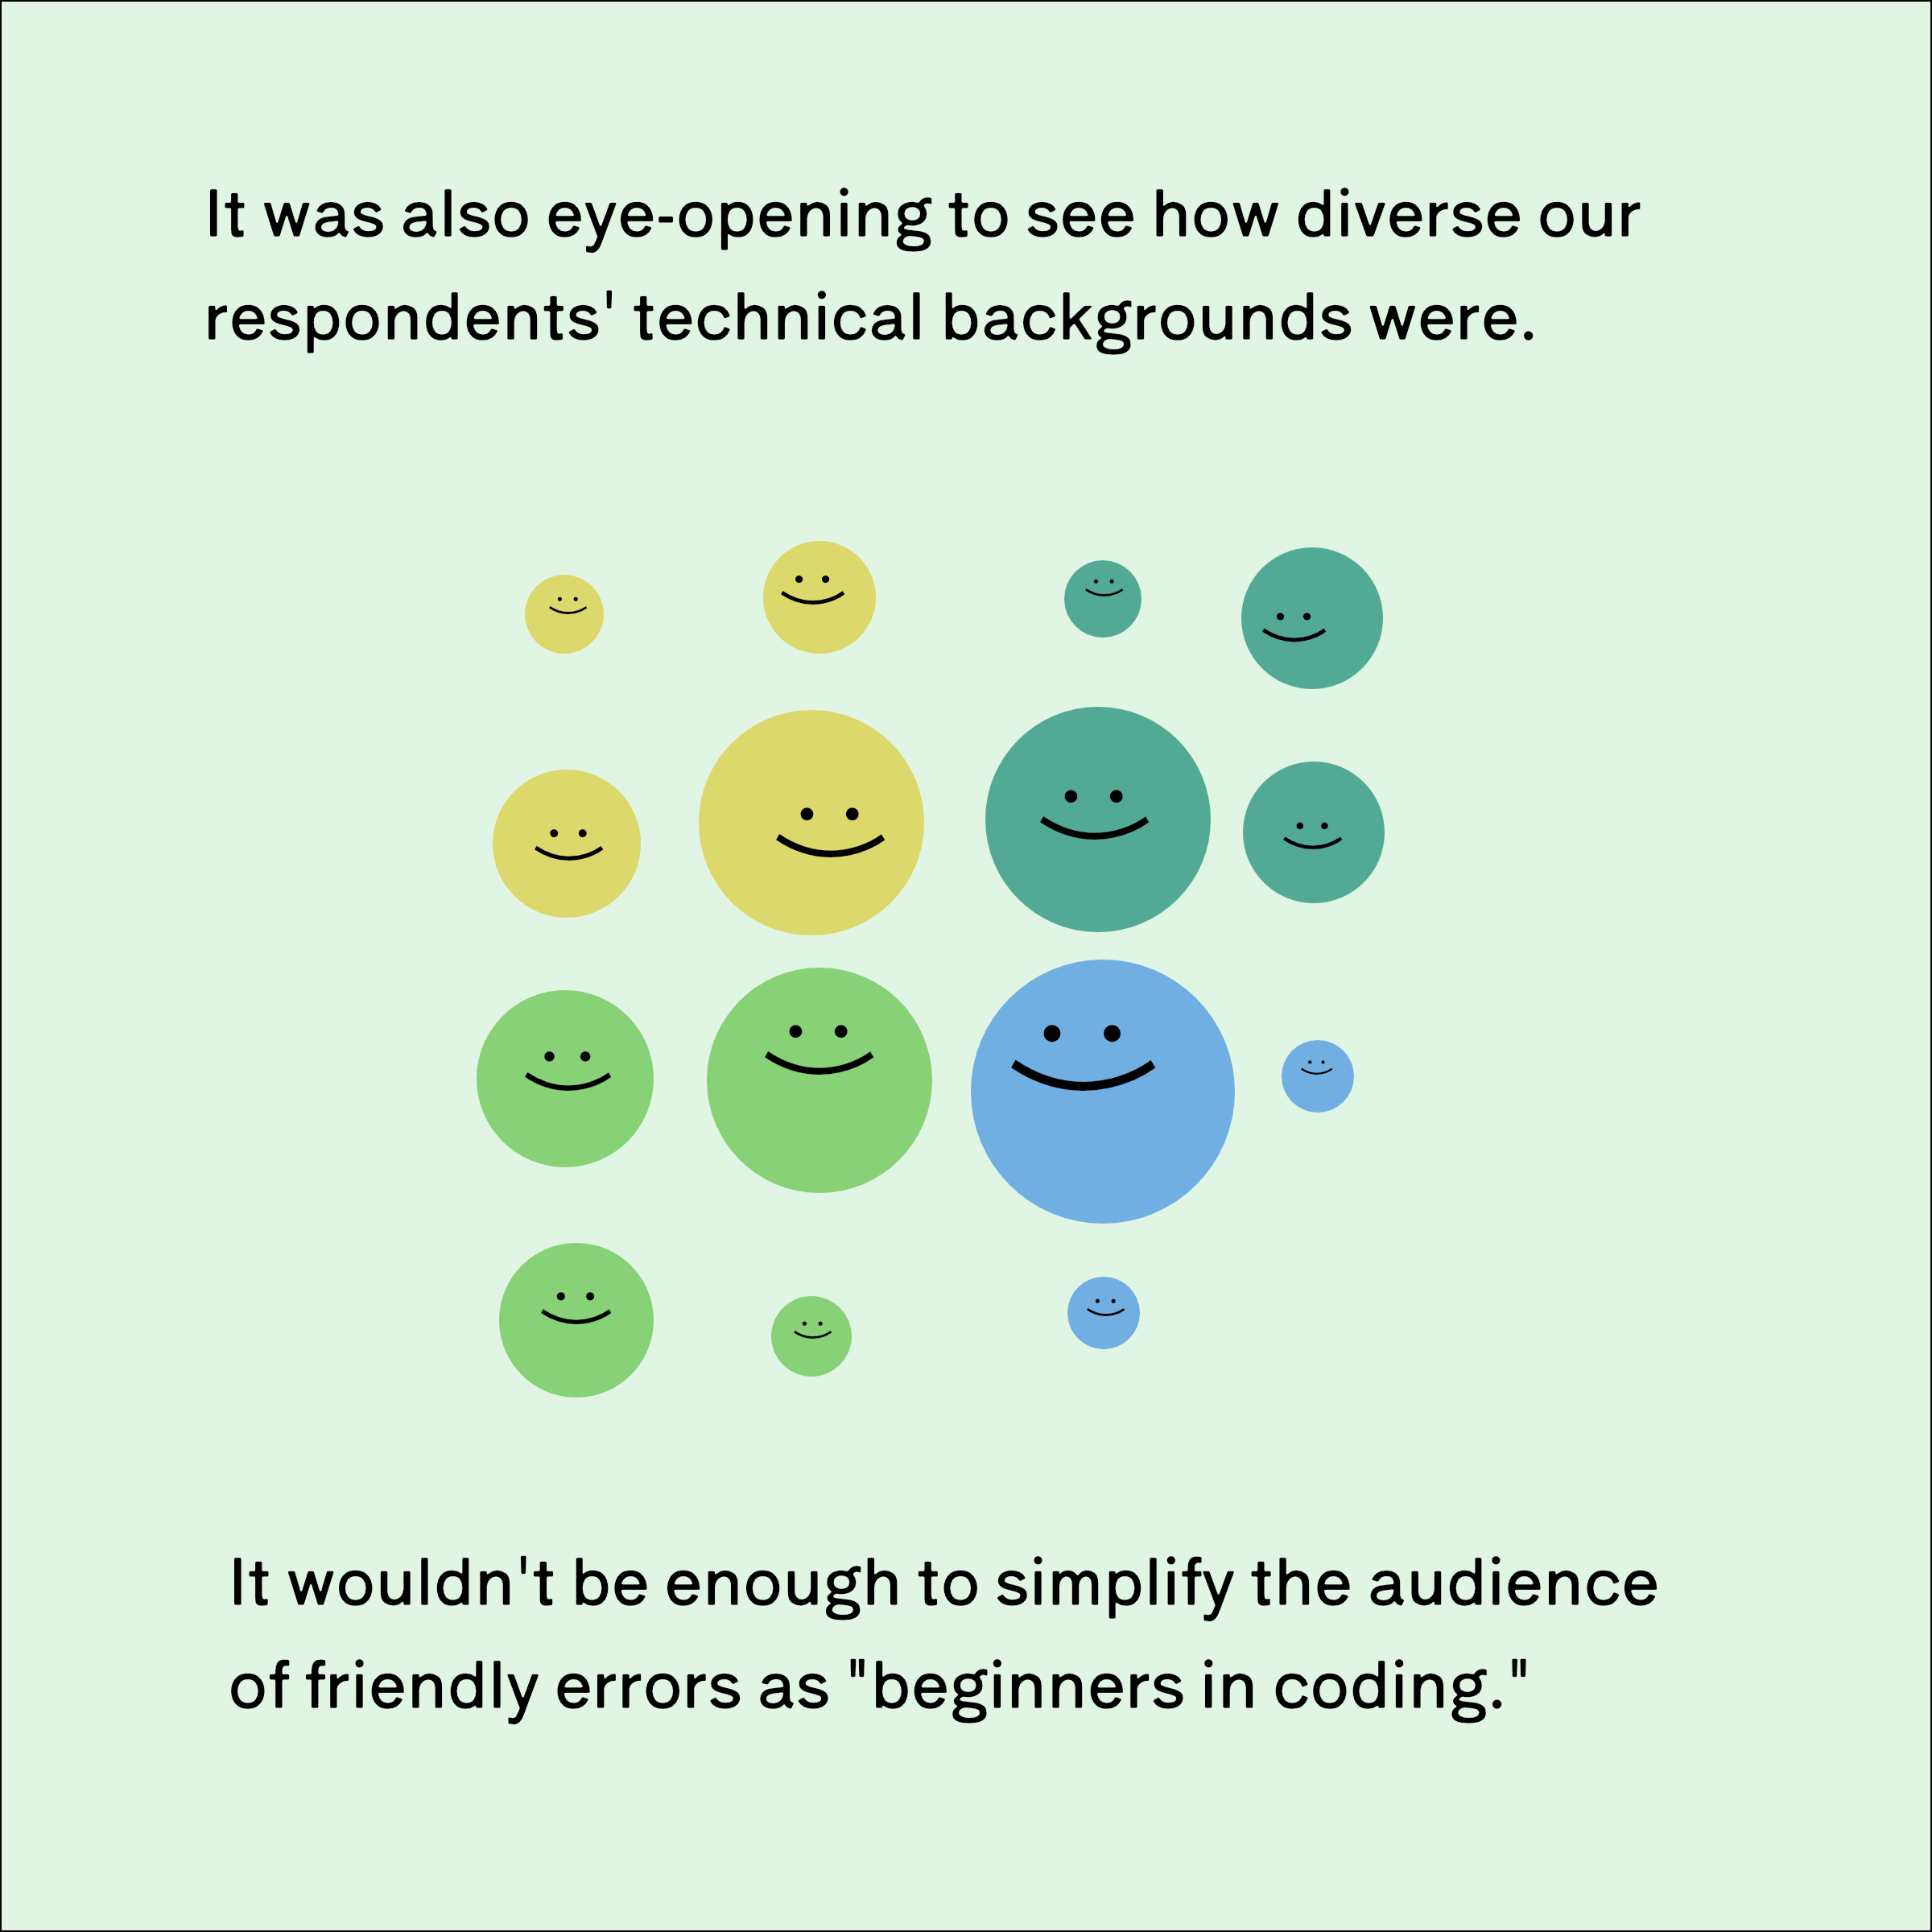 It was also eye-opening to see how diverse our
respondents' technical backgrounds were.
It wouldn't be enough to simplify the audience
of friendly errors as "beginners in coding."